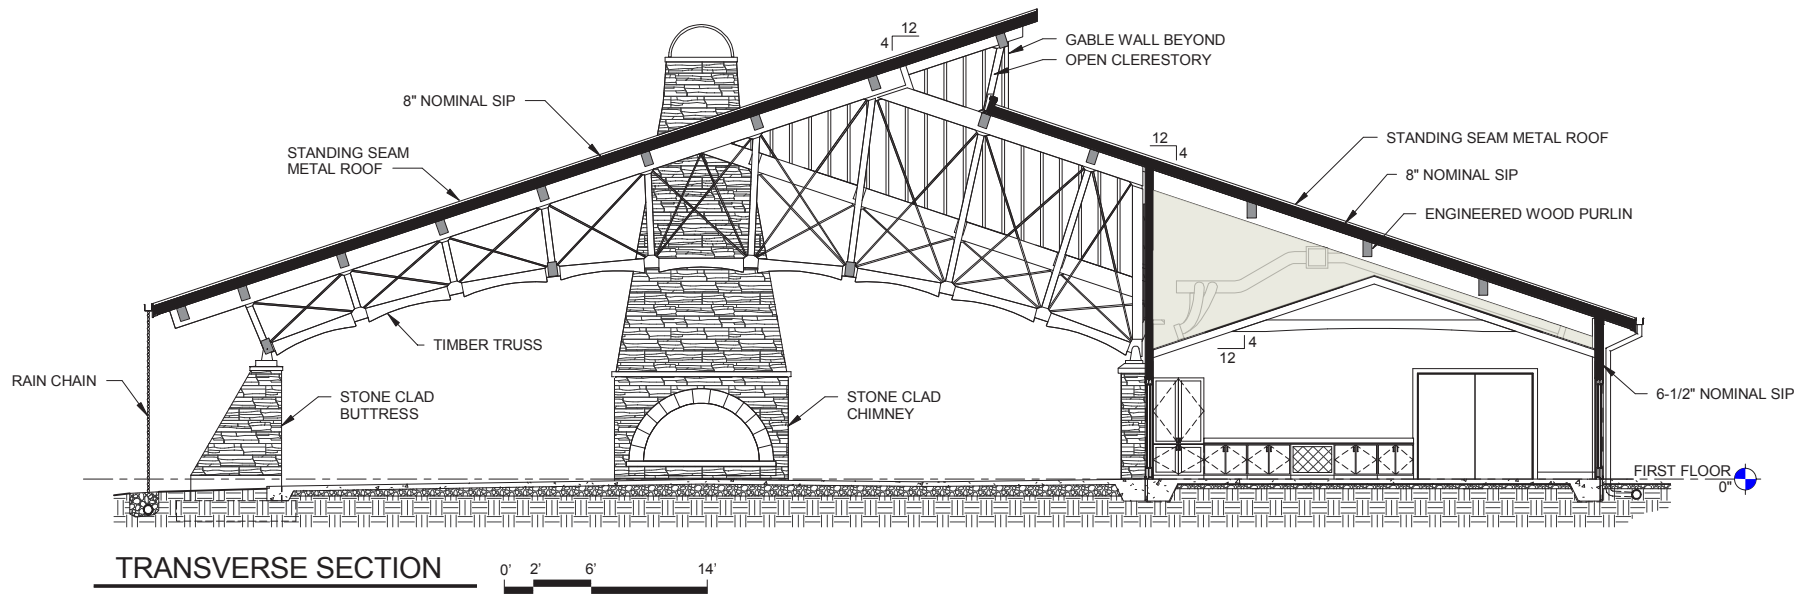 12
4
GABLE WALL BEYOND
OPEN CLERESTORY
8" NOMINAL SIP
STANDING SEAM
METAL ROOF
12
4
STANDING SEAM METAL ROOF
8" NOMINAL SIP
ENGINEERED WOOD PURLIN
TIMBER TRUSS
4
12
RAIN CHAIN
STONE CLAD
BUTTRESS
STONE CLAD
CHIMNEY
6-1/2" NOMINAL SIP
FIRST FLOOR
0"
TRANSVERSE SECTION
0' 2' 6' 14'